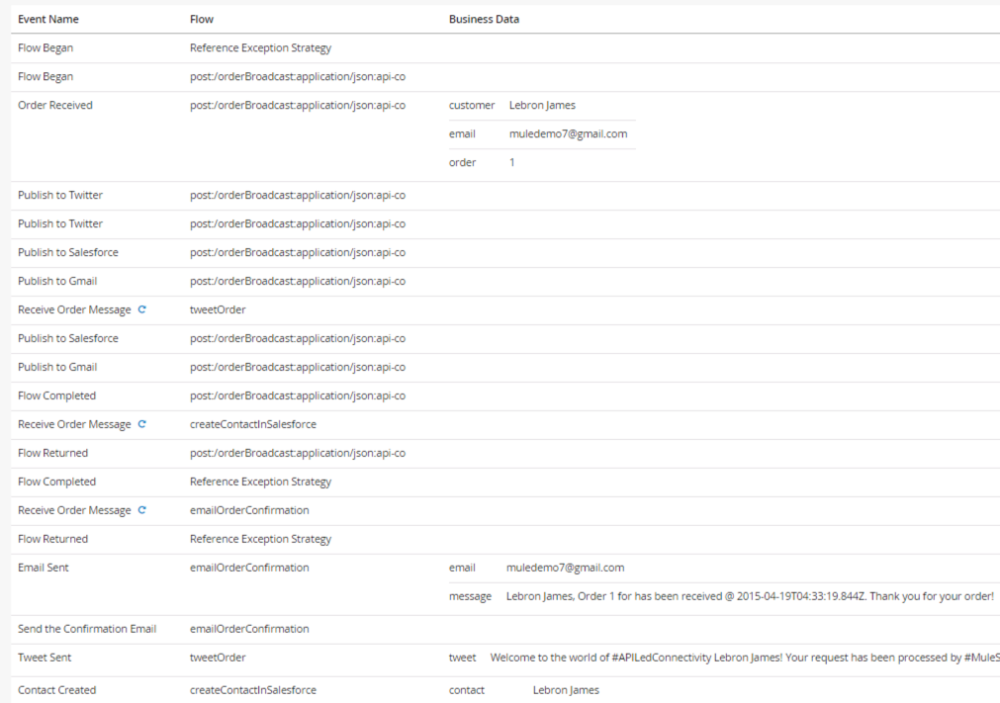 Event Name Flow Business Data
Flow Began Reference Exception Strategy
Flow Began post:/orderBroadcast:application/json:api-co
Order Received post:/orderBroadcast:application/json:api-co customer Lebron James
email muledemo7@gmail.com
order 1
Publish to Twitter post:/orderBroadcast:application/json:api-co
Publish to Twitter post:/orderBroadcast:application/json:api-co
Publish to Salesforce post:/orderBroadcast:application/json:api-co
Publish to Gmail post:/orderBroadcast:application/json:api-co
Receive Order Message tweetOrder
Publish to Salesforce post:/orderBroadcast:application/json:api-co
Publish to Gmail post:/orderBroadcast:application/json:api-co
Flow Completed post:/orderBroadcast:application/json:api-co
Receive Order Message createContactInSalesforce
Flow Returned post:/orderBroadcast:application/json:api-co
Flow Completed Reference Exception Strategy
Receive Order Message emailOrderConfirmation
Flow Returned Reference Exception Strategy
Email Sent emailOrderConfirmation email muledemo7@gmail.com
message Lebron James, Order 1 for has been received @ 2015-04-19T04:33:19.844Z. Thank you for your order!
Send the Confirmation Email emailOrderConfirmation
Tweet Sent tweetOrder tweet Welcome to the world of #APILedConnectivity Lebron James! Your request has been processed by #MuleS
Contact Created createContactInSalesforce contact Lebron James